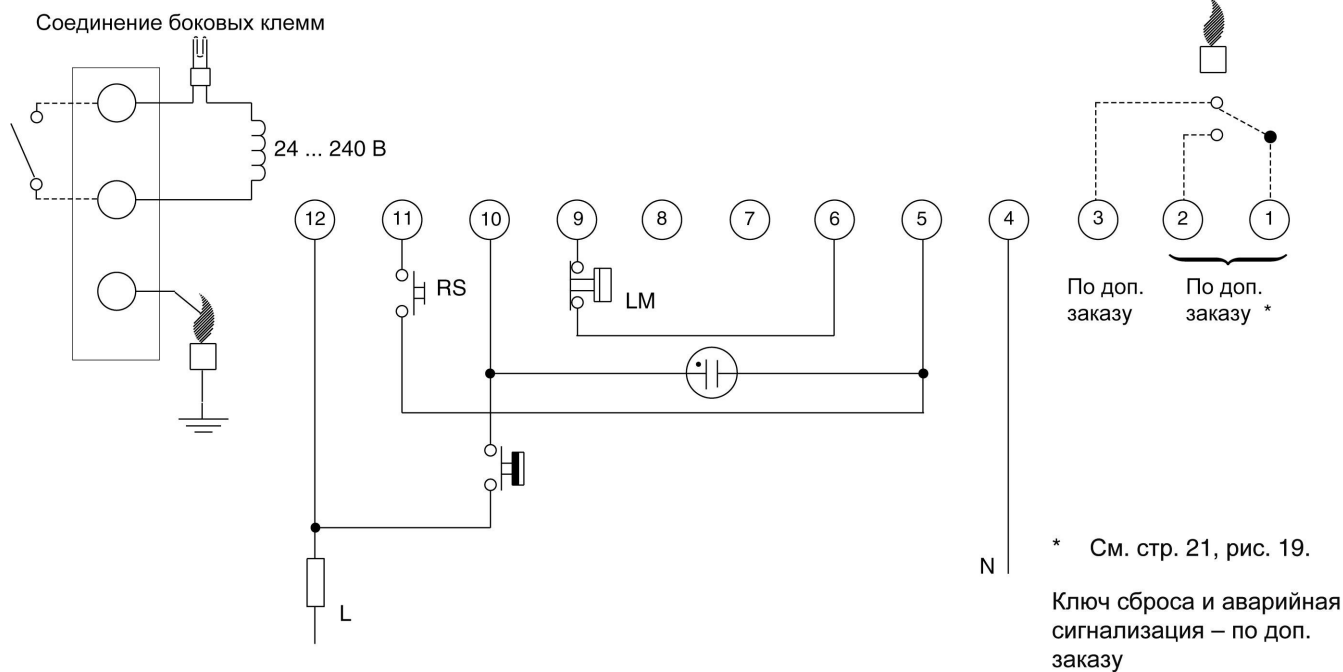 Соединение боковых клемм
24 ... 240 В
12 11 10 9 8 7 6 5 4 3 2 1
RS
LM
По доп.
заказу
По доп.
заказу *
N
L
* См. стр. 21, рис. 19.
Ключ сброса и аварийная
сигнализация – по доп.
заказу